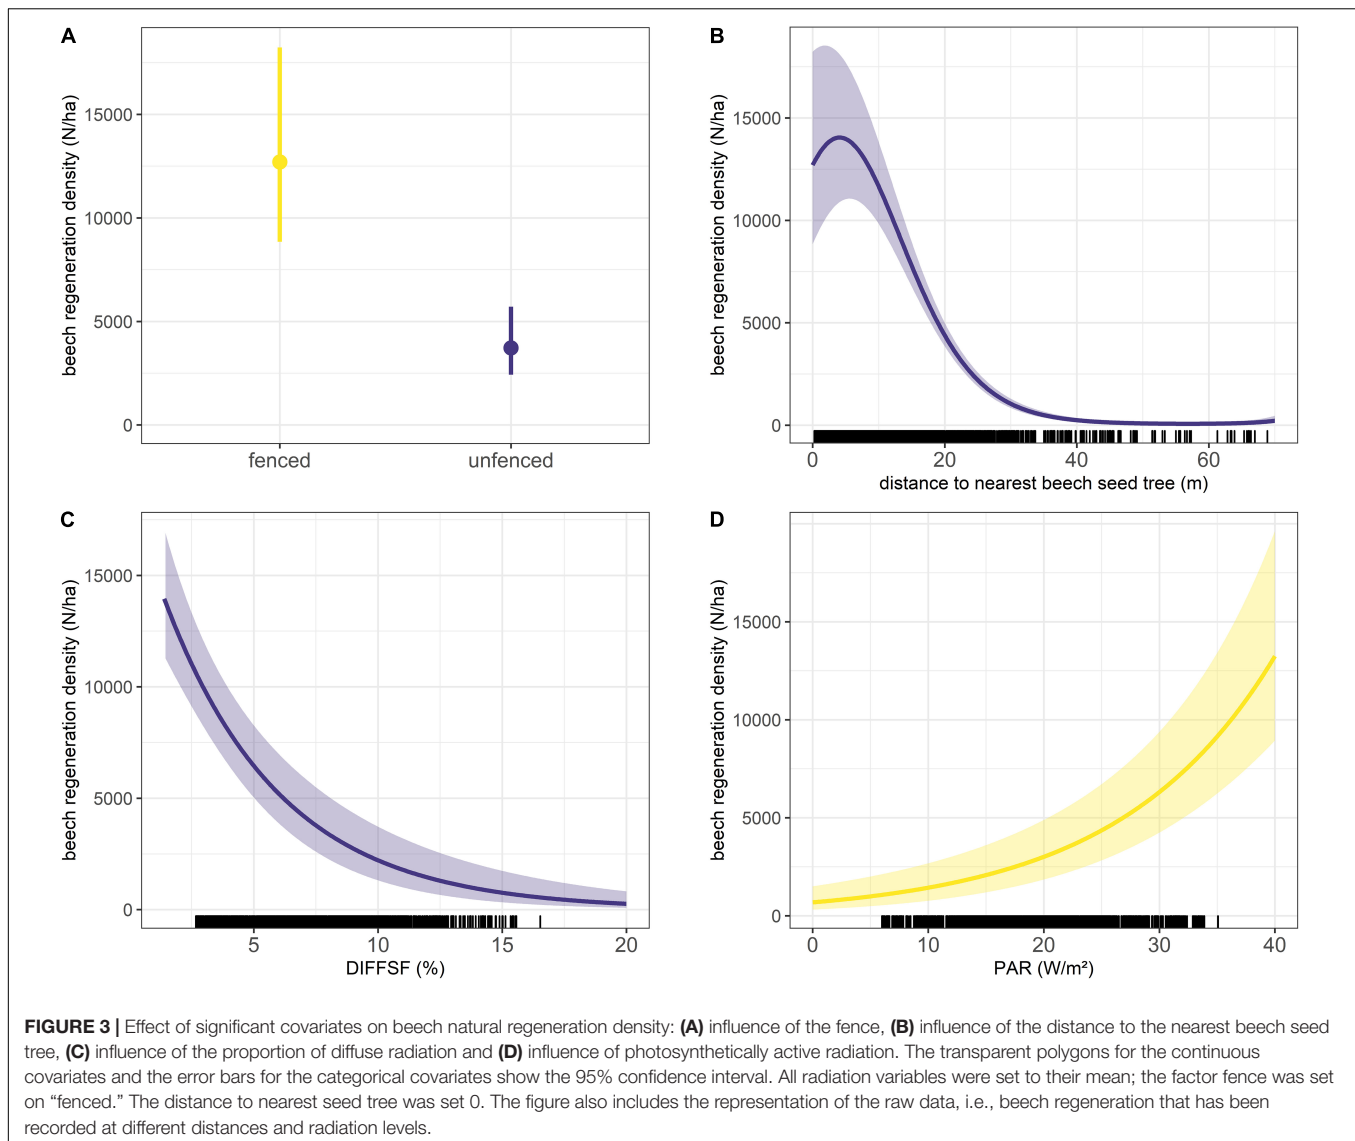 A
beech regeneration density (N/ha)
15000
10000
5000
0
fenced unfenced
B
beech regeneration density (N/ha)
15000
10000
5000
0
0 20 40 60
distance to nearest beech seed tree (m)
C
beech regeneration density (N/ha)
15000
10000
5000
0
5 10 15 20
DIFFSF (%)
D
beech regeneration density (N/ha)
15000
10000
5000
0
0 10 20 30 40
PAR (W/m²)
FIGURE 3 | Effect of significant covariates on beech natural regeneration density: (A) influence of the fence, (B) influence of the distance to the nearest beech seed
tree, (C) influence of the proportion of diffuse radiation and (D) influence of photosynthetically active radiation. The transparent polygons for the continuous
covariates and the error bars for the categorical covariates show the 95% confidence interval. All radiation variables were set to their mean; the factor fence was set
on “fenced.” The distance to nearest seed tree was set 0. The figure also includes the representation of the raw data, i.e., beech regeneration that has been
recorded at different distances and radiation levels.